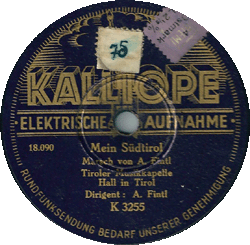 75
KALLIOPE
ELEKTRISCHE AUFNAHME
18.090
Mein Südtirol
Marsch von A. Fintl
Tiroler Musikkapelle
Hall in Tirol
Dirigent: A. Fintl
K 3255
RUNDFUNKSENDUNG BEDARF UNSERER GENEHMIGUNG